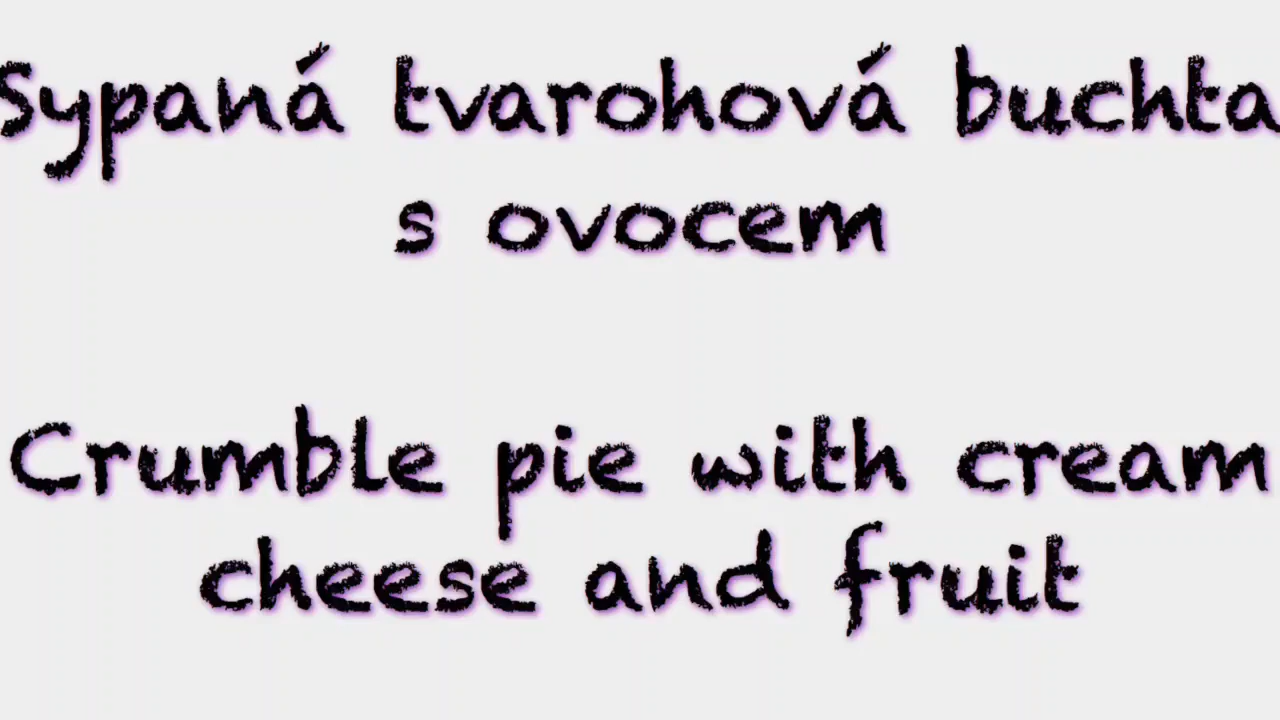 Sypaná tvarohová buchta
s ovocem
Crumble pie with cream
cheese and fruit